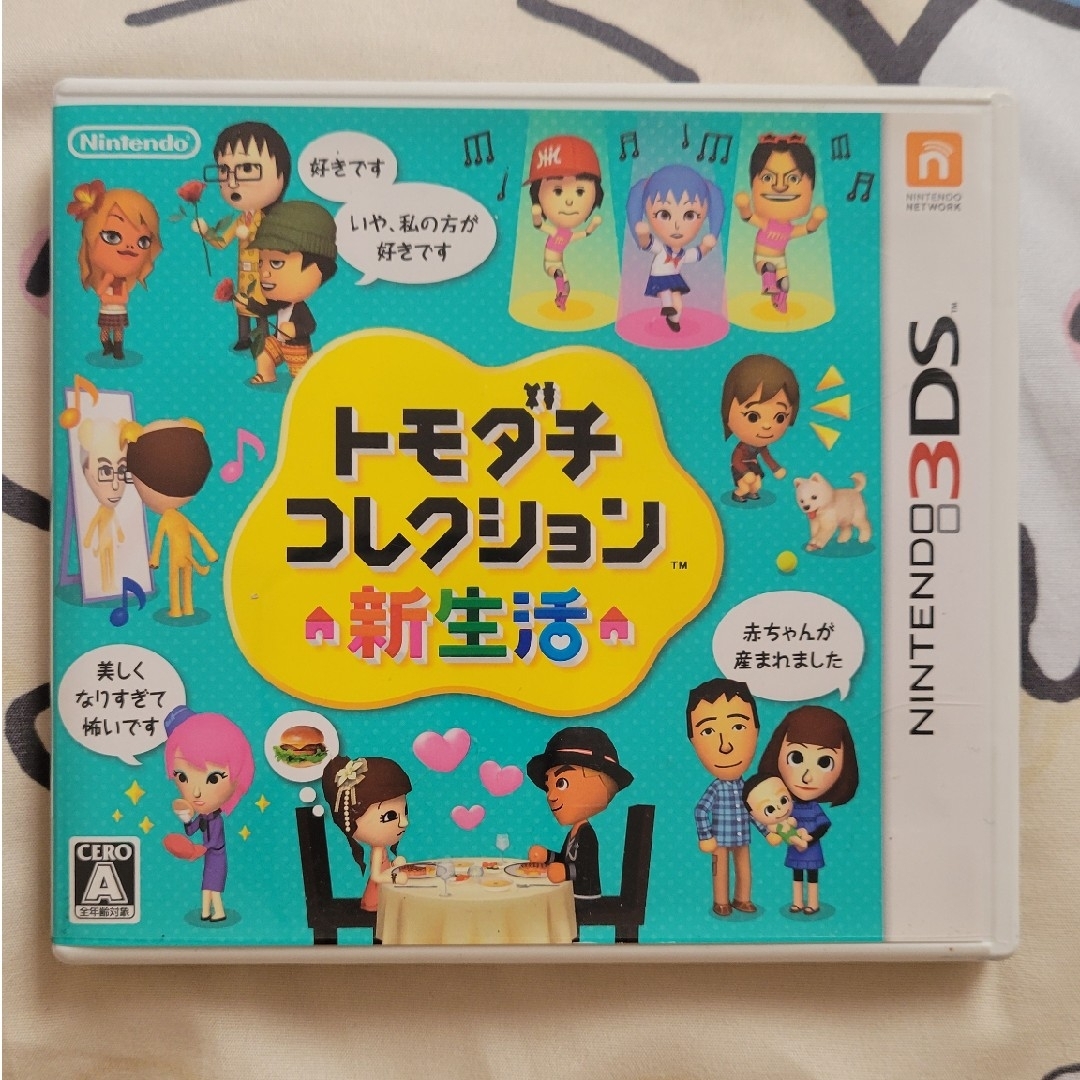 Nintendo
好きです
いや、私の方が
好きです
NINTENDO
NETWORK
NINTENDO 3DS™
トモダチ
コレクション™
新生活
赤ちゃんが
産まれました
美しく
なりすぎて
怖いです
CERO
A
全年齢対象